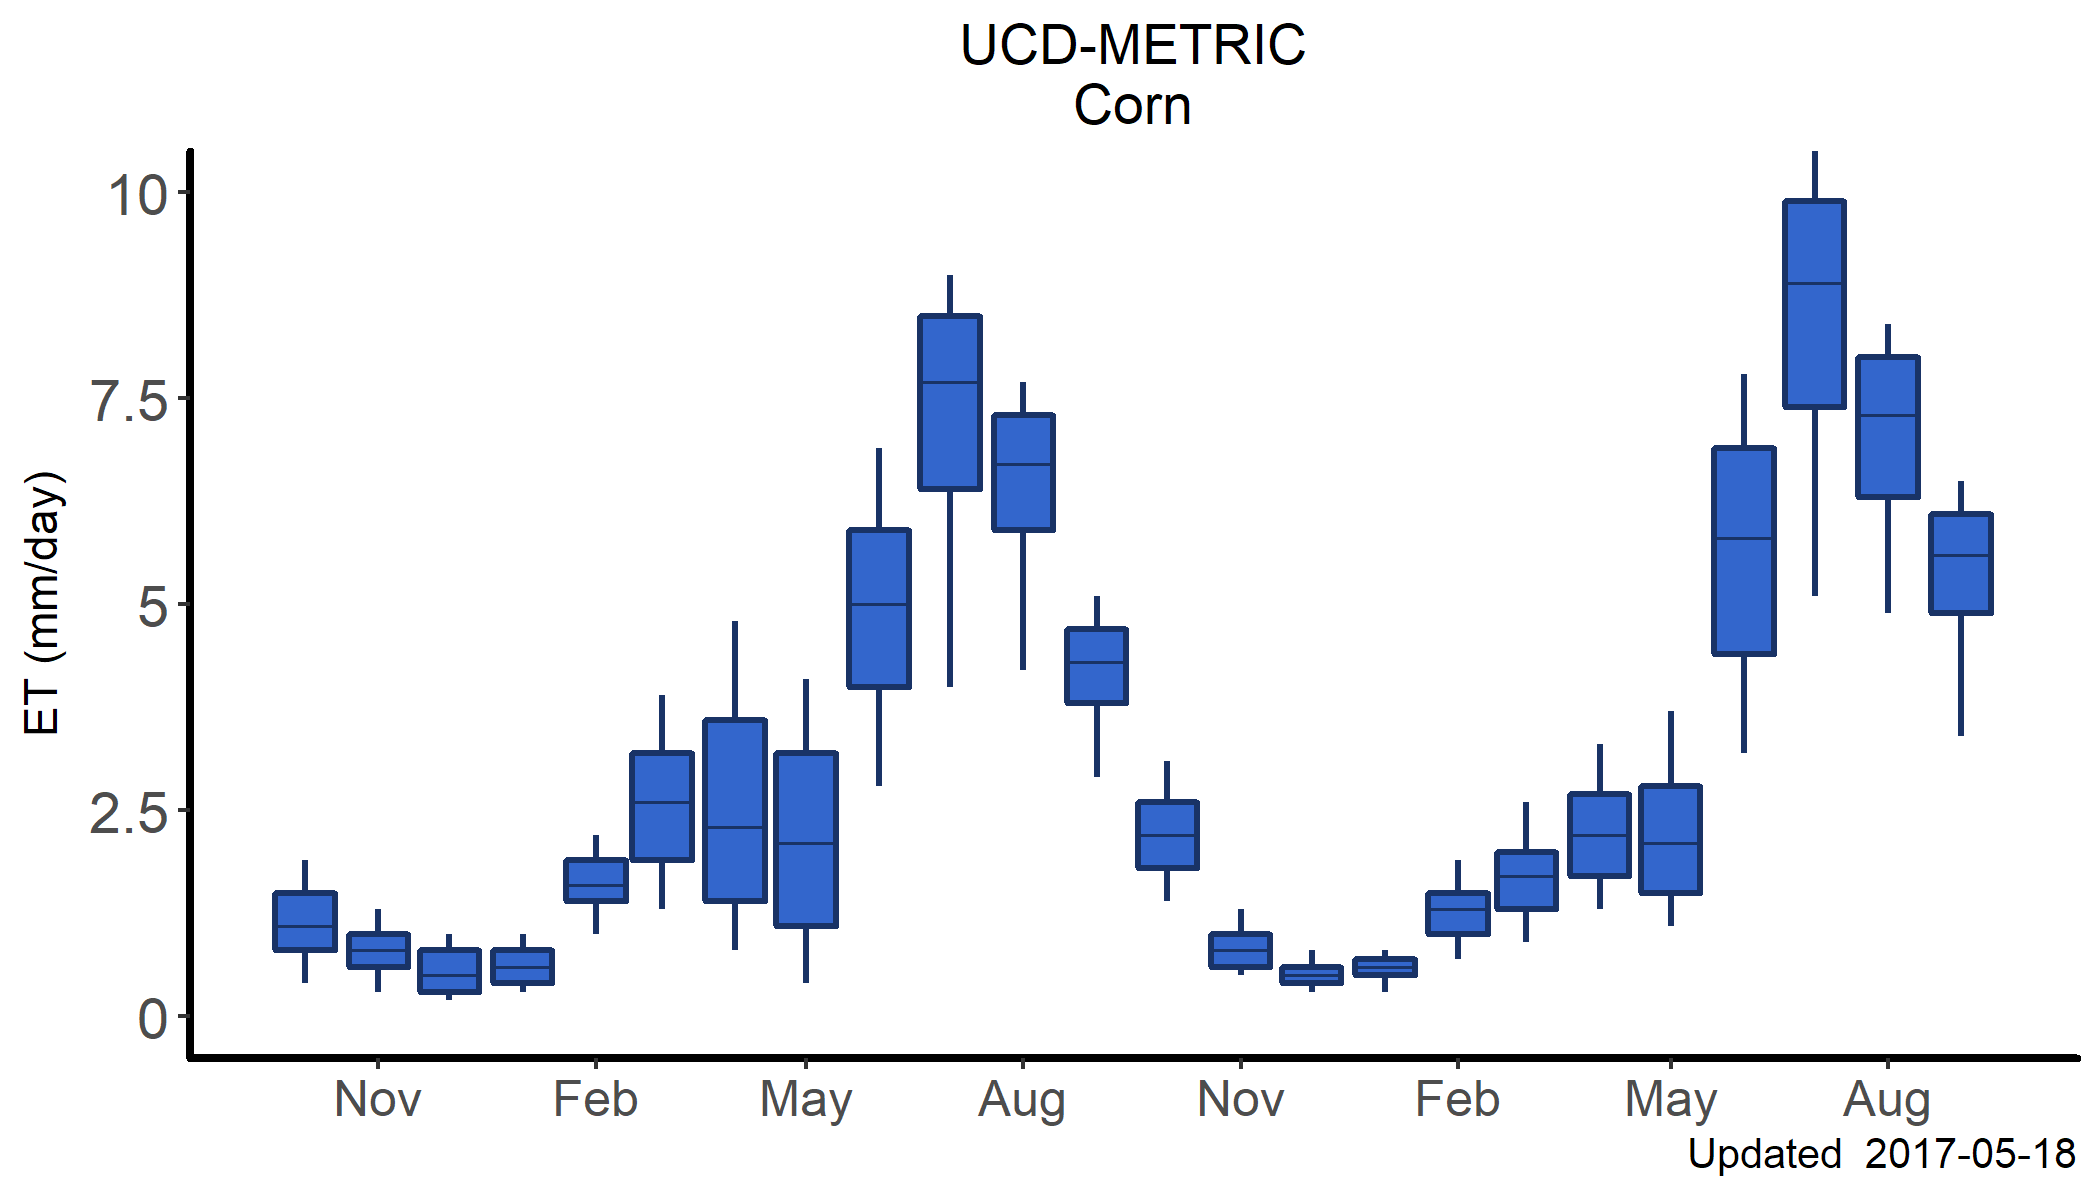 UCD-METRIC
Corn
ET (mm/day)
10
7.5
5
2.5
0
Nov Feb May Aug Nov Feb May Aug
Updated 2017-05-18